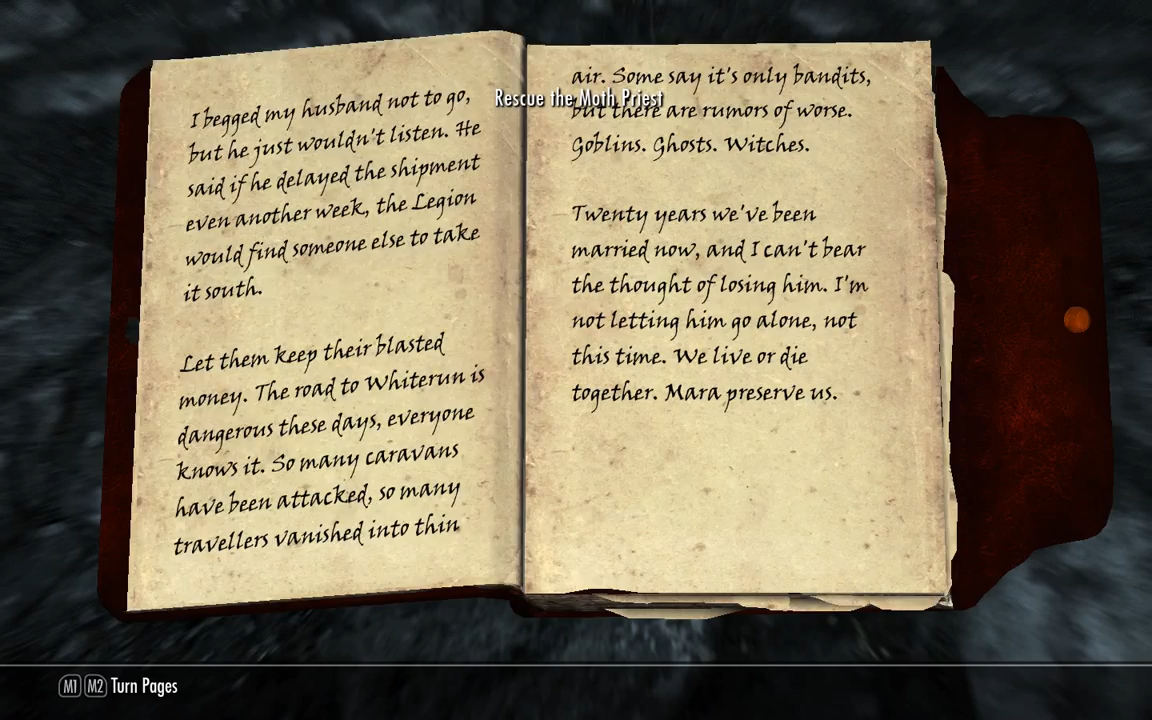 I begged my husband not to go,
but he just wouldn't listen. He
said if he delayed the shipment
even another week, the Legion
would find someone else to take
it south.
Let them keep their blasted
money. The road to Whiterun is
dangerous these days, everyone
knows it. So many caravans
have been attacked, so many
travellers vanished into thin
air. Some say it's only bandits,
Rescue the Moth Priest
but there are rumors of worse.
Goblins. Ghosts. Witches.
Twenty years we've been
married now, and I can't bear
the thought of losing him. I'm
not letting him go alone, not
this time. We live or die
together. Mara preserve us.
M1 M2 Turn Pages